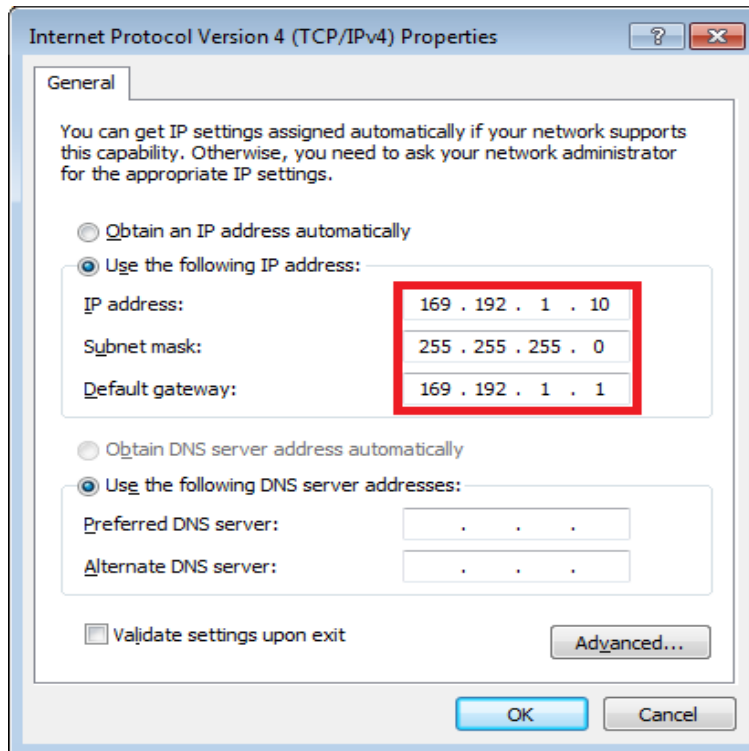 Internet Protocol Version 4 (TCP/IPv4) Properties
General
You can get IP settings assigned automatically if your network supports
this capability. Otherwise, you need to ask your network administrator
for the appropriate IP settings.
Obtain an IP address automatically
Use the following IP address:
IP address: 169 . 192 . 1 . 10
Subnet mask: 255 . 255 . 255 . 0
Default gateway: 169 . 192 . 1 . 1
Obtain DNS server address automatically
Use the following DNS server addresses:
Preferred DNS server: . . .
Alternate DNS server: . . .
Validate settings upon exit
Advanced...
OK Cancel